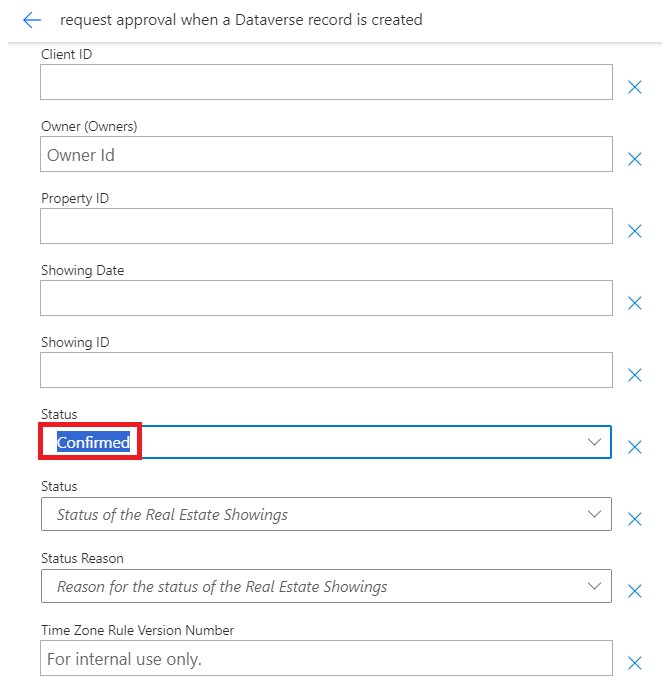 request approval when a Dataverse record is created
Client ID
Owner (Owners)
Owner Id
Property ID
Showing Date
Showing ID
Status
Confirmed
Status
Status of the Real Estate Showings
Status Reason
Reason for the status of the Real Estate Showings
Time Zone Rule Version Number
For internal use only.